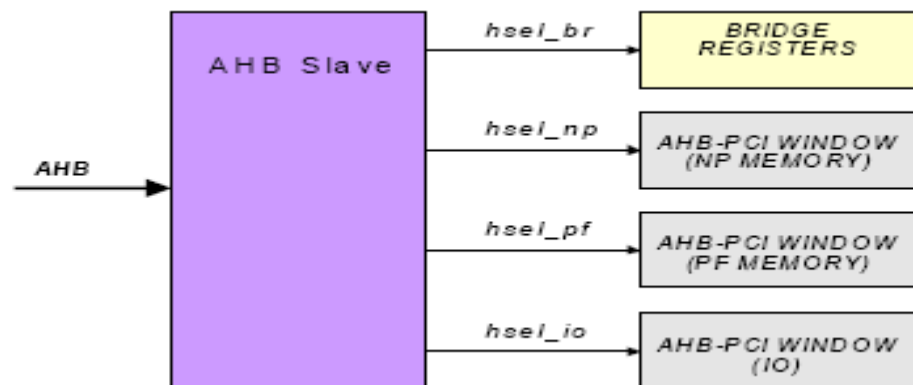 hsel_br
BRIDGE
REGISTERS
AHB Slave
hsel_np
AHB-PCI WINDOW
(NP MEMORY)
AHB
hsel_pf
AHB-PCI WINDOW
(PF MEMORY)
hsel_io
AHB-PCI WINDOW
(IO)